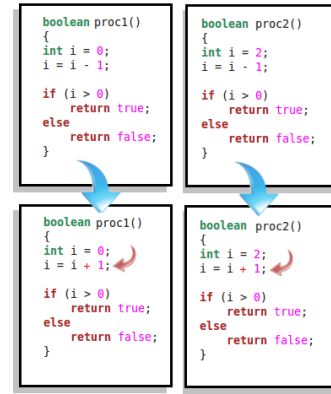 boolean proc1()
{
int i = 0;
i = i - 1;
if (i > 0)
return true;
else
return false;
}
boolean proc2()
{
int i = 2;
i = i - 1;
if (i > 0)
return true;
else
return false;
}
boolean proc1()
{
int i = 0;
i = i + 1;
if (i > 0)
return true;
else
return false;
}
boolean proc2()
{
int i = 2;
i = i + 1;
if (i > 0)
return true;
else
return false;
}